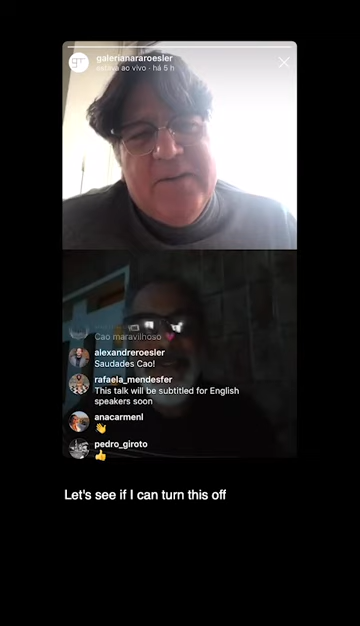 galerianararoesler
estava ao vivo · há 5 h
Cao maravilhoso
alexandreroesler
Saudades Cao!
rafaela_mendesfer
This talk will be subtitled for English
speakers soon
anacarmenl
pedro_giroto
Let's see if I can turn this off